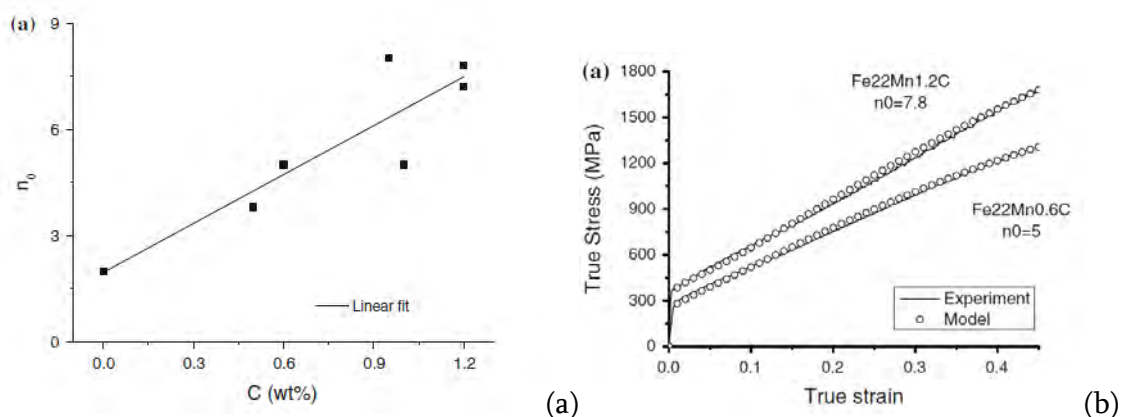 (a)
9
6
3
0
n0
0.0 0.3 0.6 0.9 1.2
C (wt%)
Linear fit
(a)
(a)
1800
1500
1200
900
600
300
0
True Stress (MPa)
Fe22Mn1.2C
n0=7.8
Fe22Mn0.6C
n0=5
Experiment
Model
0.0 0.1 0.2 0.3 0.4
True strain
(b)